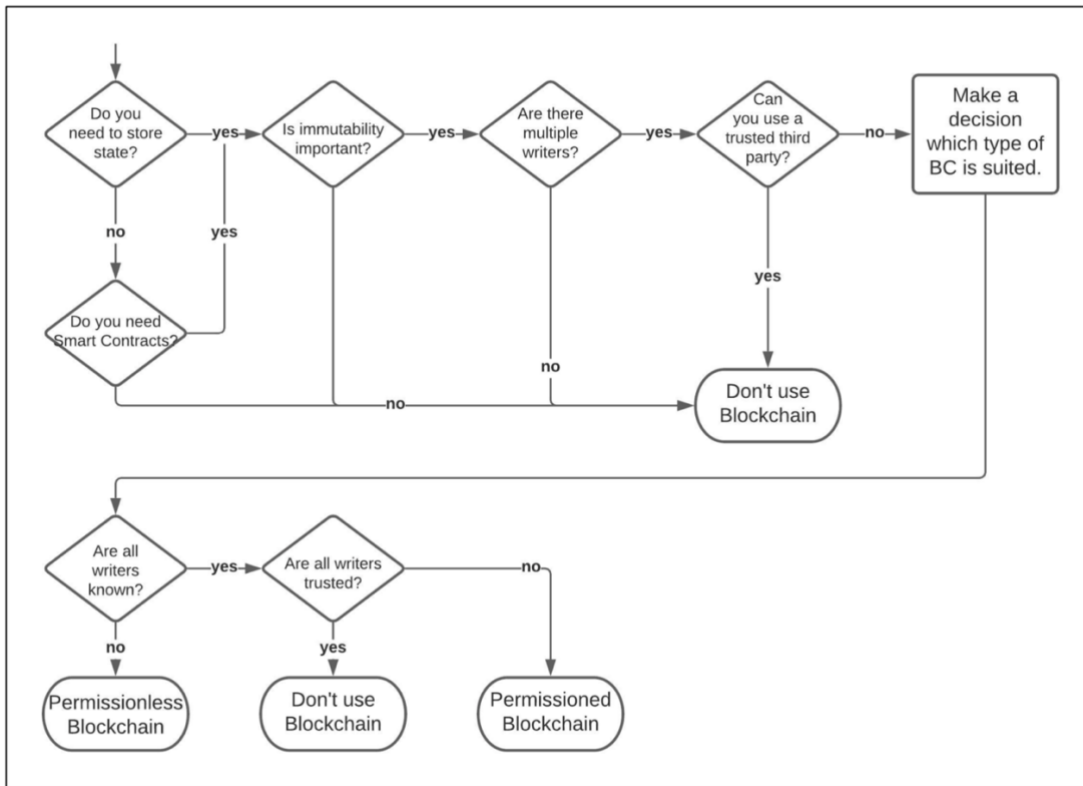 Do you
need to store
state?
yes
Is immutability
important?
yes
Are there
multiple
writers?
yes
Can
you use a
trusted third
party?
no
Make a
decision
which type of
BC is suited.
no
yes
yes
Do you need
Smart Contracts?
no
no
Don't use
Blockchain
Are all
writers
known?
yes
Are all writers
trusted?
no
no
yes
Permissionless
Blockchain
Don't use
Blockchain
Permissioned
Blockchain